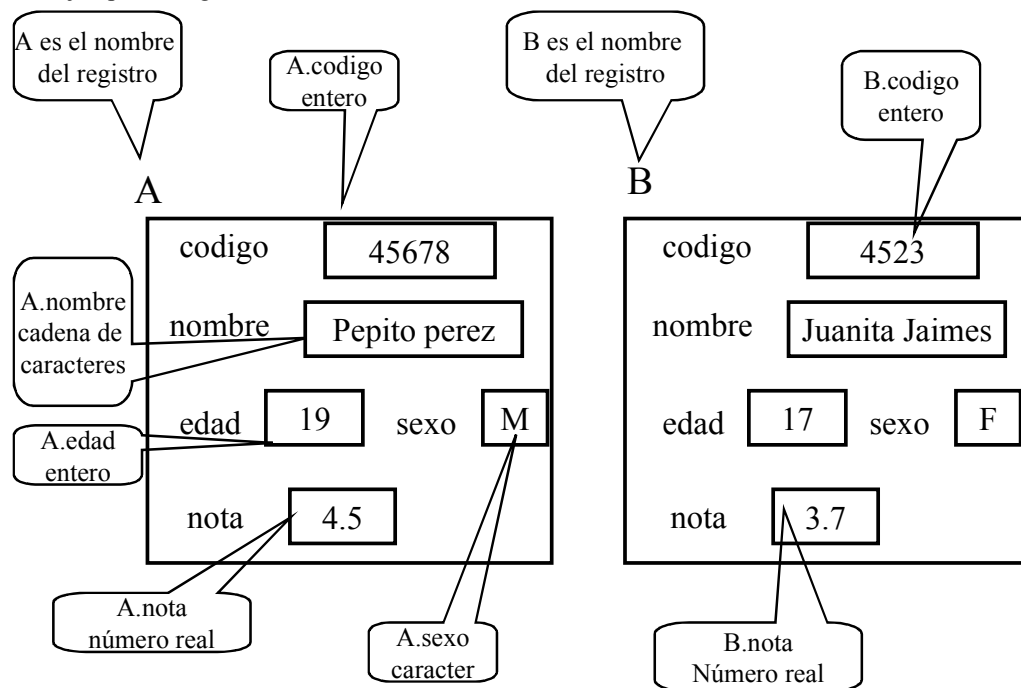 A es el nombre
del registro
A.codigo
entero
B es el nombre
del registro
B.codigo
entero
A
B
codigo
45678
codigo
4523
A.nombre
cadena de
caracteres
nombre
Pepito perez
nombre
Juanita Jaimes
A.edad
entero
edad
19
sexo
M
edad
17
sexo
F
nota
4.5
nota
3.7
A.nota
número real
A.sexo
caracter
B.nota
Número real